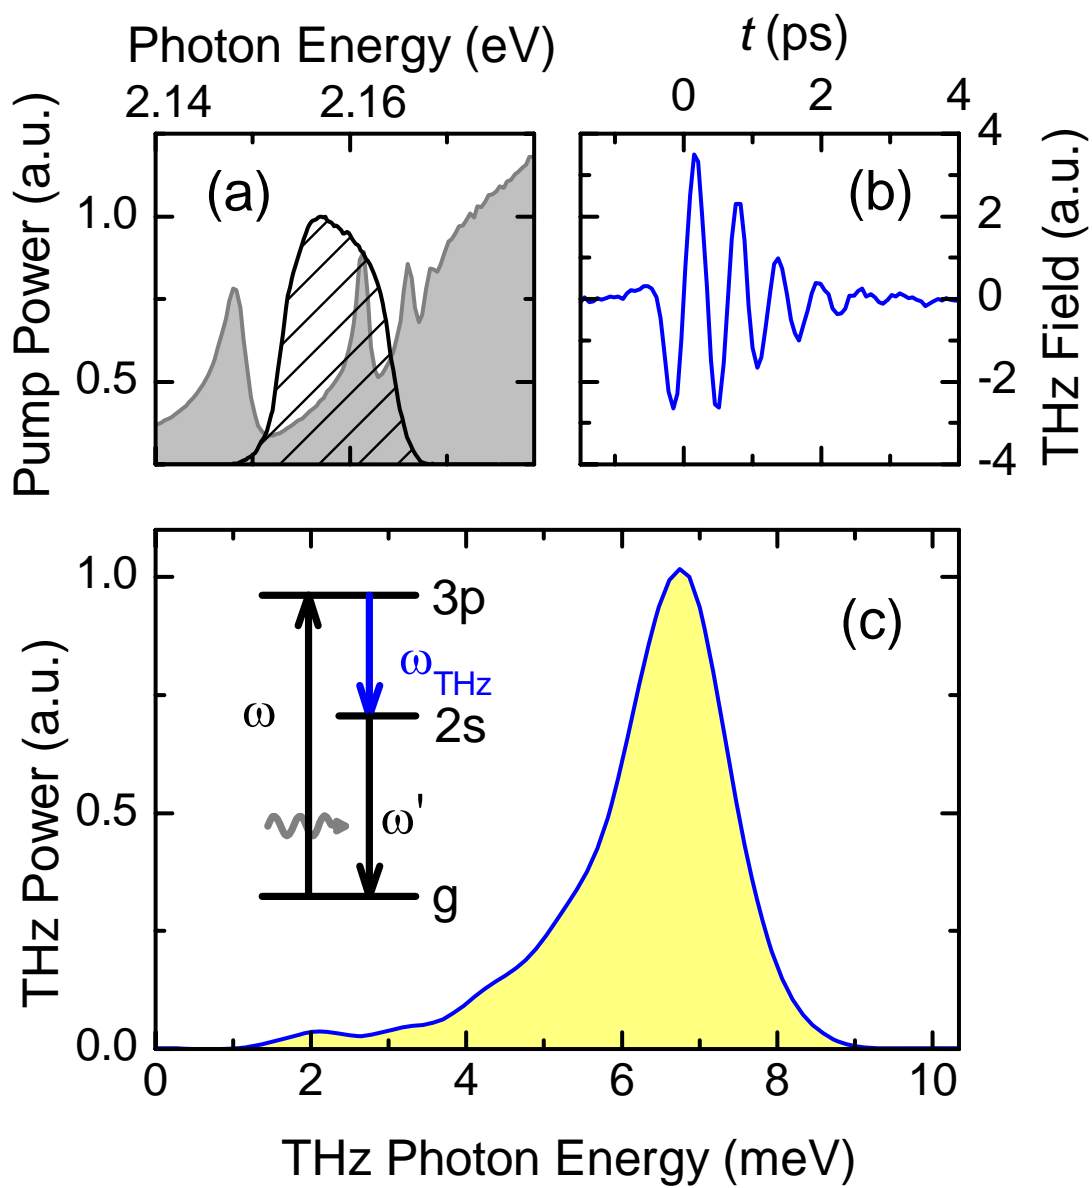 Photon Energy (eV)
2.14 2.16
t (ps)
0 2 4
Pump Power (a.u.)
1.0
0.5
(a)
(b)
4
2
0
-2
-4
THz Field (a.u.)
THz Power (a.u.)
1.0
0.5
0.0
3p
ω
ωTHz
2s
ω'
g
(c)
0 2 4 6 8 10
THz Photon Energy (meV)